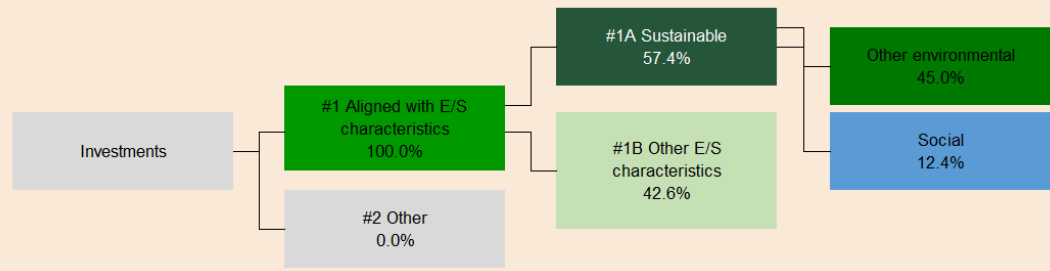 Investments
#1 Aligned with E/S
characteristics
100.0%
#2 Other
0.0%
#1A Sustainable
57.4%
#1B Other E/S
characteristics
42.6%
Other environmental
45.0%
Social
12.4%